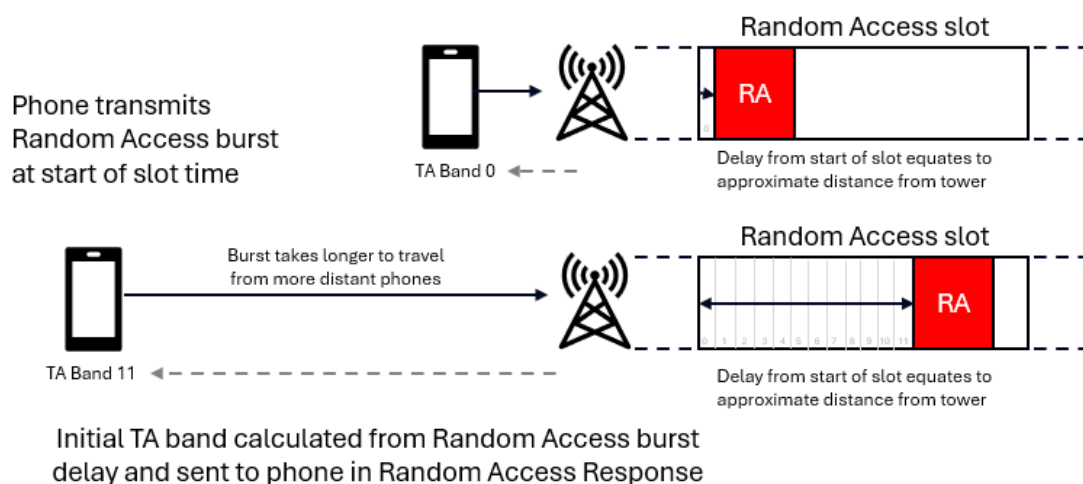 Random Access slot
Phone transmits
Random Access burst
at start of slot time
RA
0
TA Band 0
Delay from start of slot equates to
approximate distance from tower
Random Access slot
Burst takes longer to travel
from more distant phones
RA
0 1 2 3 4 5 6 7 8 9 10 11
TA Band 11
Delay from start of slot equates to
approximate distance from tower
Initial TA band calculated from Random Access burst
delay and sent to phone in Random Access Response